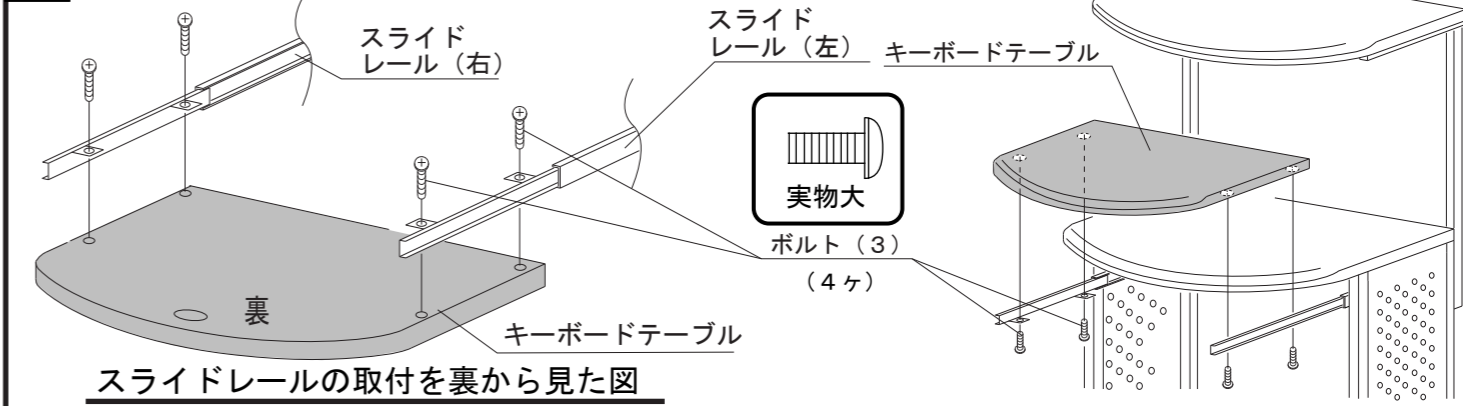 スライド
レール（右）
スライド
レール（左）
キーボードテーブル
実物大
ボルト（３）
（４ヶ）
裏
キーボードテーブル
スライドレールの取付を裏から見た図